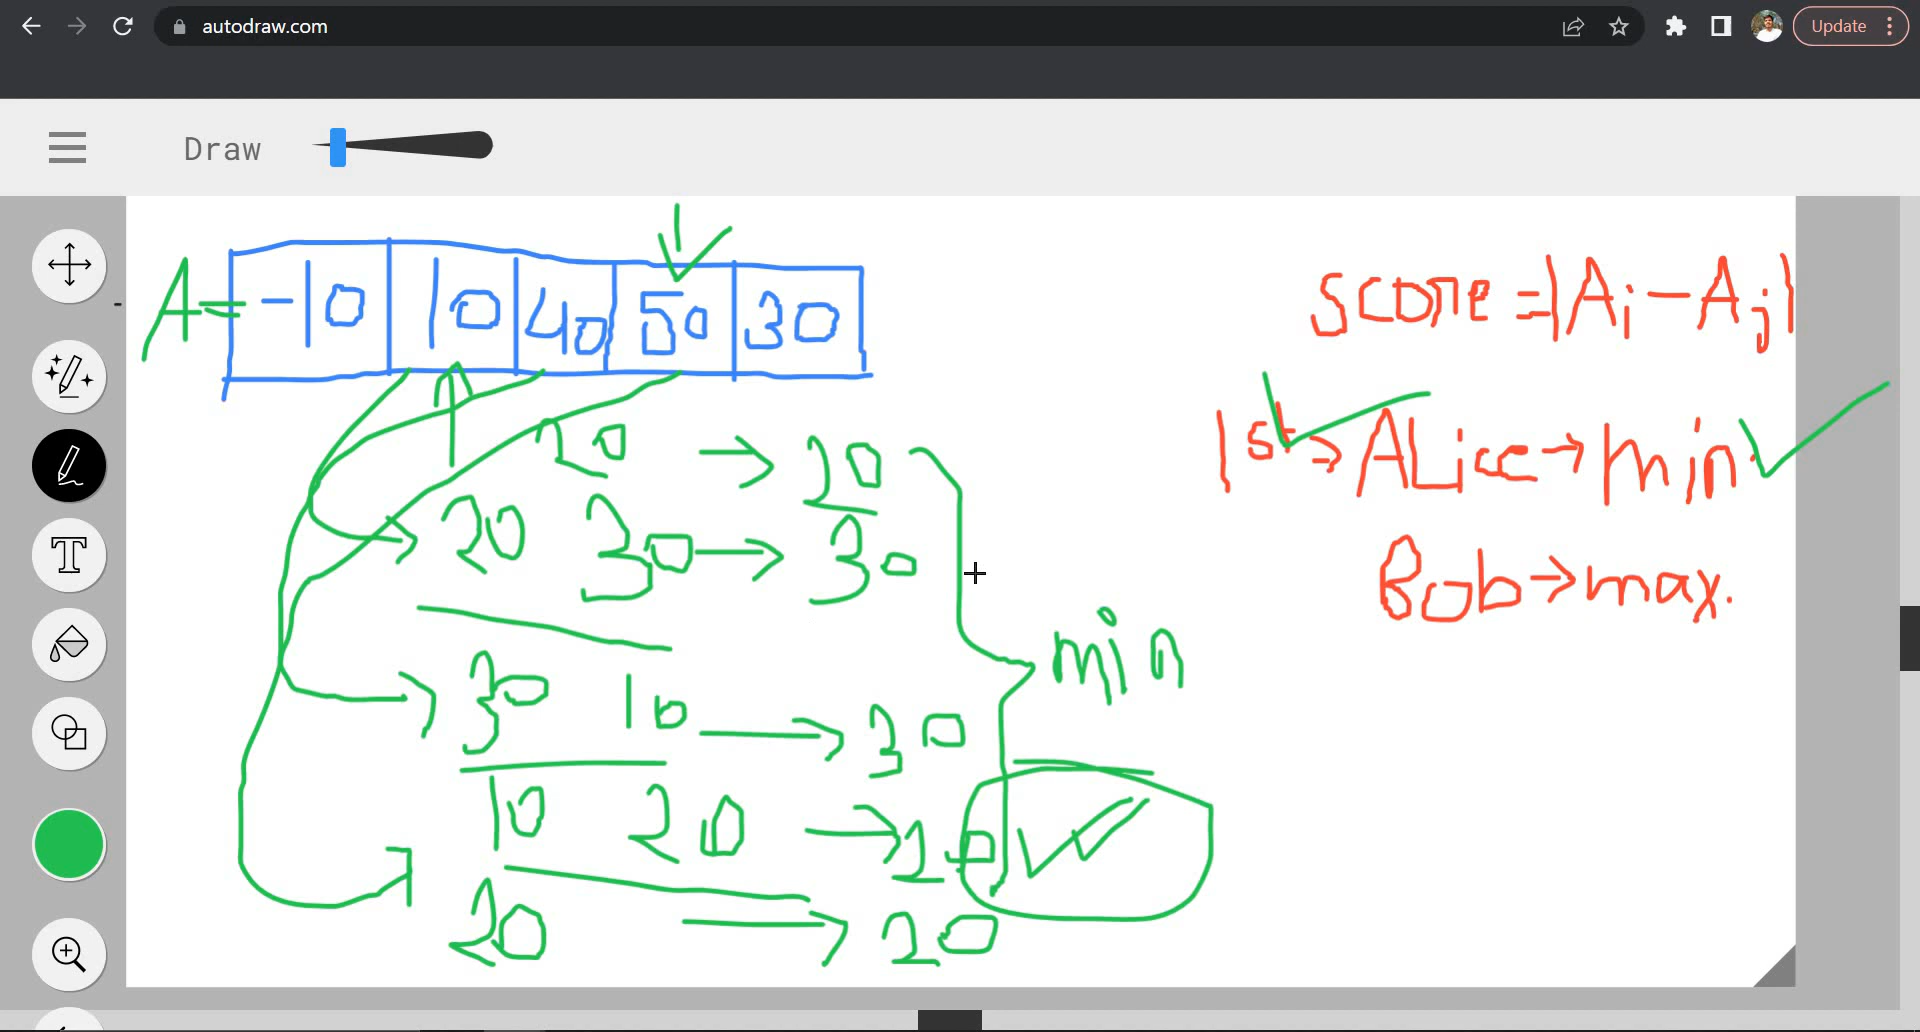 autodraw.com
Update
Draw
A= -10 10 40 50 30
score = |Ai - Aj|
1st => ALice → min
Bob → max.
20 → 20
20 30 → 30
30 10 → 30
10 20 → 20
20 → 20
min
T